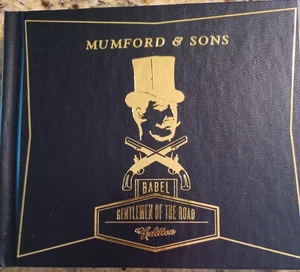 MUMFORD & SONS
BABEL
GENTLEMEN OF THE ROAD
Edition